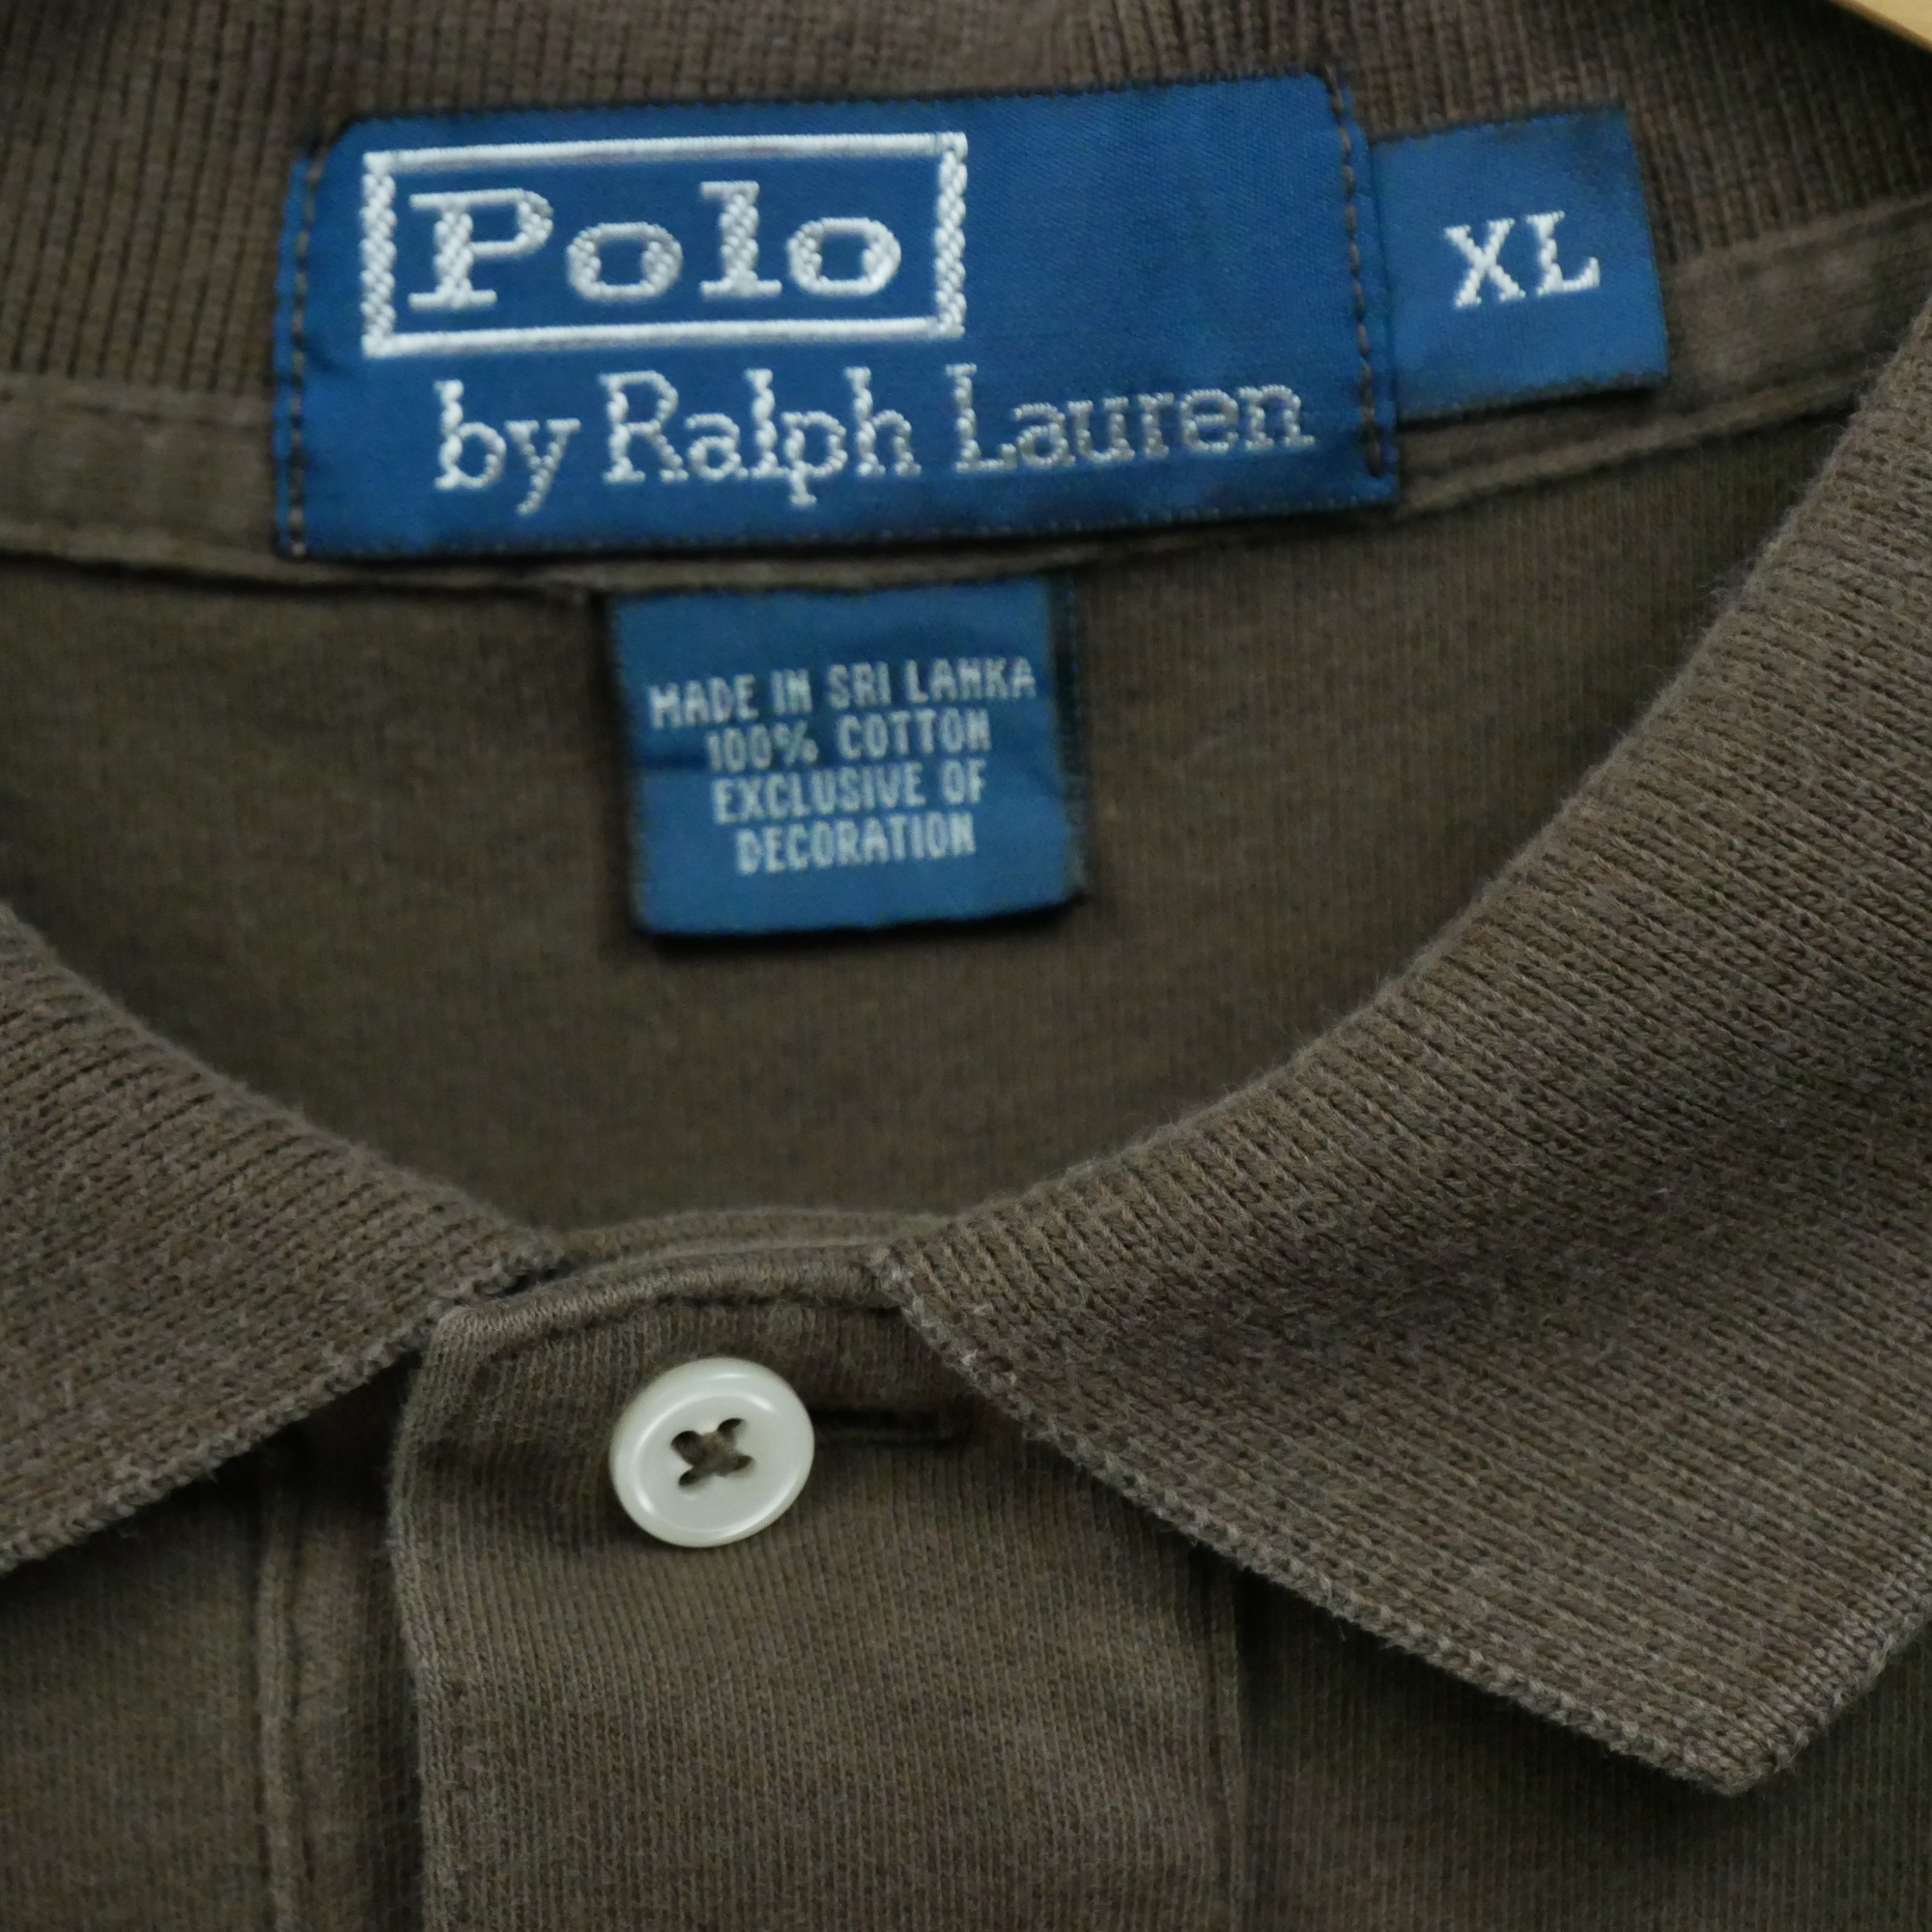 Polo
by Ralph Lauren
XL
MADE IN SRI LANKA
100% COTTON
EXCLUSIVE OF
DECORATION